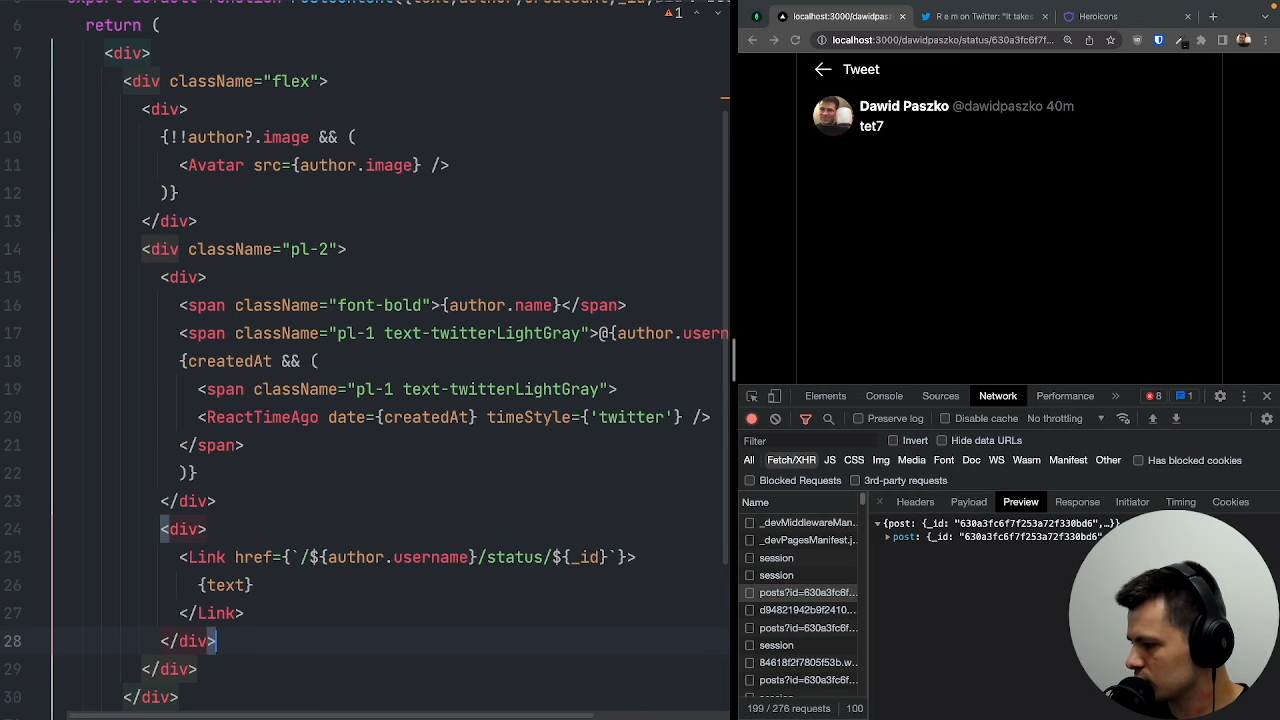 6 return (
7 <div>
8 <div className="flex">
9 <div>
10 {!!author?.image && (
11 <Avatar src={author.image} />
12 )}
13 </div>
14 <div className="pl-2">
15 <div>
16 <span className="font-bold">{author.name}</span>
17 <span className="pl-1 text-twitterLightGray">@{author.usern
18 {createdAt && (
19 <span className="pl-1 text-twitterLightGray">
20 <ReactTimeAgo date={createdAt} timeStyle={'twitter'} />
21 </span>
22 )}
23 </div>
24 <div>
25 <Link href={`/${author.username}/status/${_id}`}>
26 {text}
27 </Link>
28 </div>
29 </div>
30 </div>
1
localhost:3000/dawidpaszko
R e m on Twitter: "It takes
Heroicons
localhost:3000/dawidpaszko/status/630a3fc6f7...
Tweet
Dawid Paszko @dawidpaszko 40m
tet7
Elements Console Sources Network Performance » 8 1
Preserve log Disable cache No throttling
Filter Invert Hide data URLs
All Fetch/XHR JS CSS Img Media Font Doc WS Wasm Manifest Other Has blocked cookies
Blocked Requests 3rd-party requests
Name Headers Payload Preview Response Initiator Timing Cookies
_devMiddlewareMan...
_devPagesManifest.j...
session
session
posts?id=630a3fc6f...
d94821942b9f2410...
posts?id=630a3fc6f...
session
84618f2f7805f53b.w...
posts?id=630a3fc6f...
{post: {_id: "630a3fc6f7f253a72f330bd6",…}}
post: {_id: "630a3fc6f7f253a72f330bd6"
199 / 276 requests 100